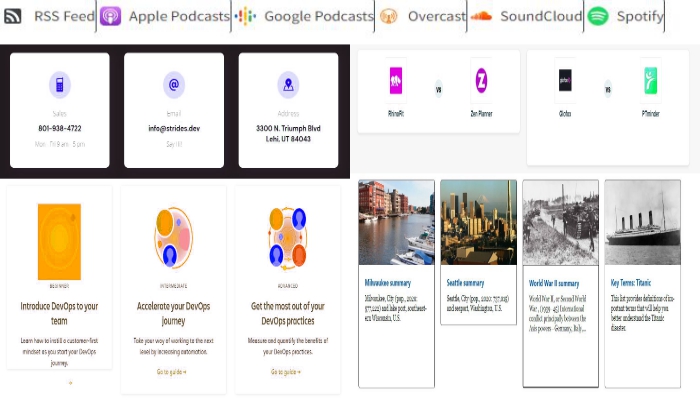 RSS Feed
Apple Podcasts
Google Podcasts
Overcast
SoundCloud
Spotify
Sales
801-938-4722
Mon - Fri 9 am - 5 pm
Email
info@strides.dev
Say Hi!
Address
3300 N. Triumph Blvd
Lehi, UT 84043
RhinoFit
VS
Zen Planner
Glofox
VS
PTminder
BEGINNER
Introduce DevOps to your
team
Learn how to instill a customer-first
mindset as you start your DevOps
journey.
INTERMEDIATE
Accelerate your DevOps
journey
Take your way of working to the next
level by increasing automation.
Go to guide →
ADVANCED
Get the most out of your
DevOps practices
Measure and quantify the benefits of
your DevOps practices.
Go to guide →
Milwaukee summary
Milwaukee, City (pop., 2020:
577,222) and lake port, southeast-
ern Wisconsin, U.S.
Seattle summary
Seattle, City (pop., 2020: 737,015)
and seaport, Washington, U.S.
World War II summary
World War II, or Second World
War, (1939–45) International
conflict principally between the
Axis powers—Germany, Italy,...
Key Terms: Titanic
This list provides definitions of im-
portant terms that will help you
better understand the Titanic
disaster.